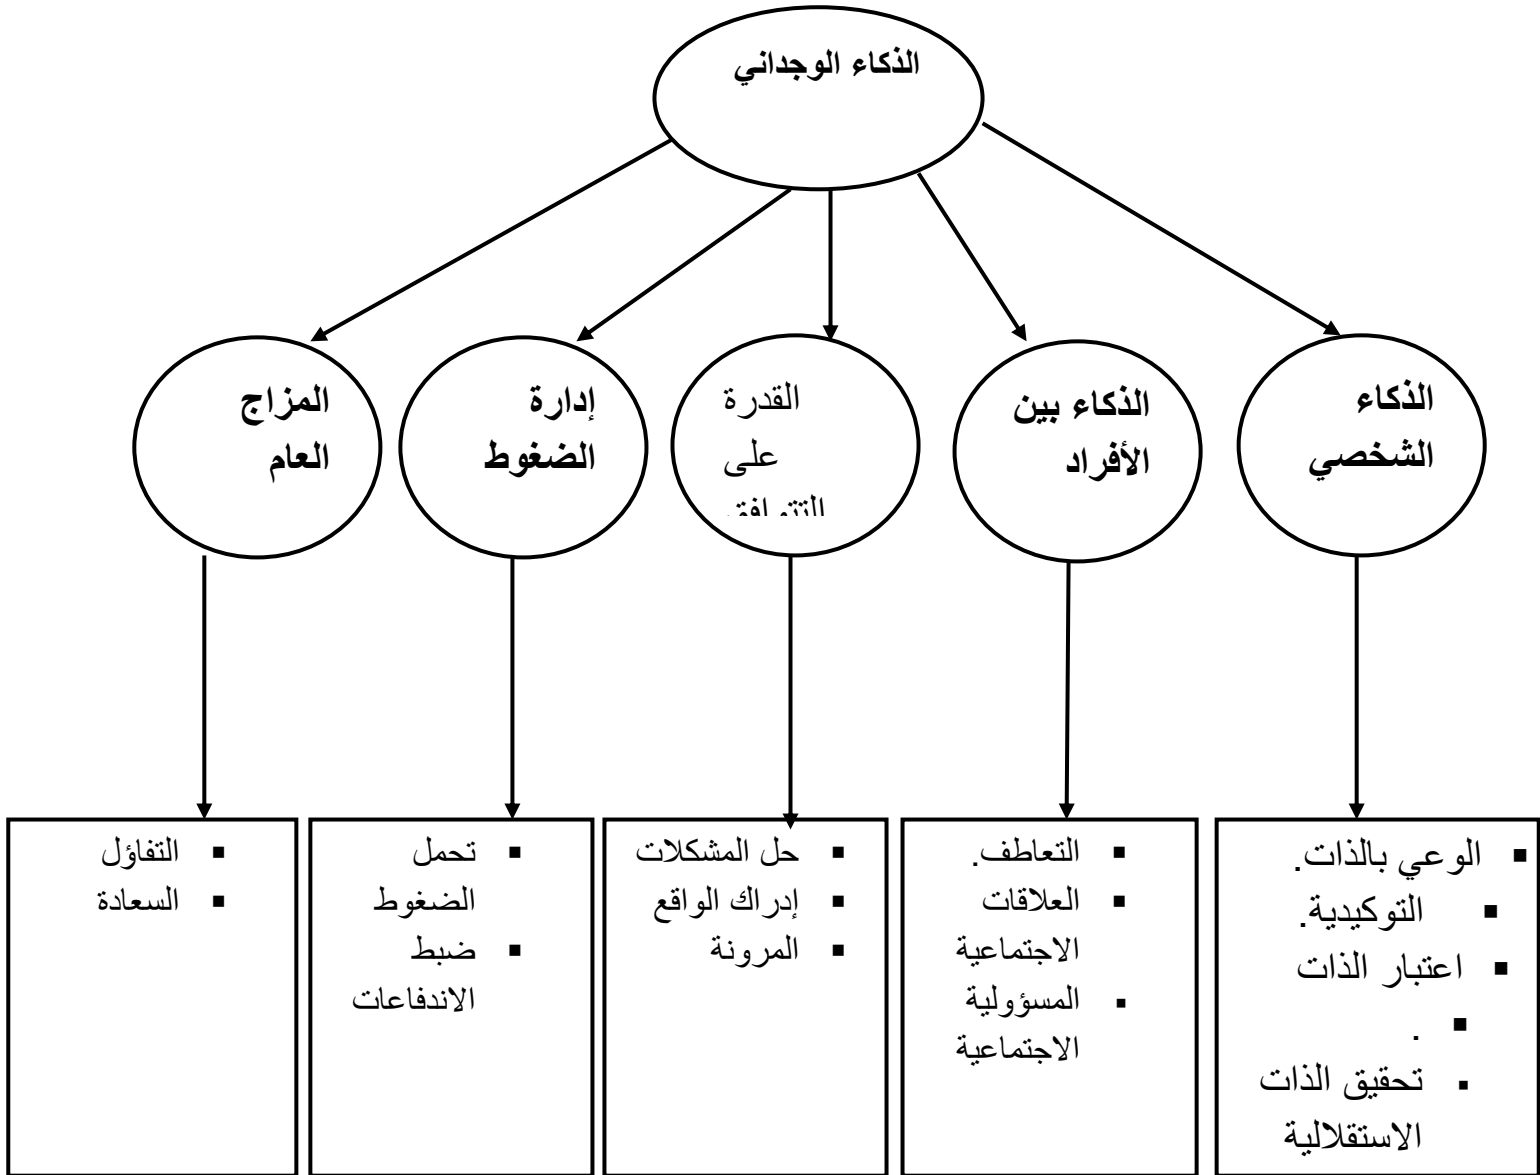 الذكاء الوجداني
الذكاء
الشخصي
الذكاء بين
الأفراد
القدرة
على
إدارة
الضغوط
المزاج
العام
▪ الوعي بالذات.
▪ التوكيدية.
▪ اعتبار الذات
▪ .
▪ تحقيق الذات
الاستقلالية
▪ التعاطف.
▪ العلاقات
الاجتماعية
▪ المسؤولية
الاجتماعية
▪ حل المشكلات
▪ إدراك الواقع
▪ المرونة
▪ تحمل
الضغوط
▪ ضبط
الاندفاعات
▪ التفاؤل
▪ السعادة